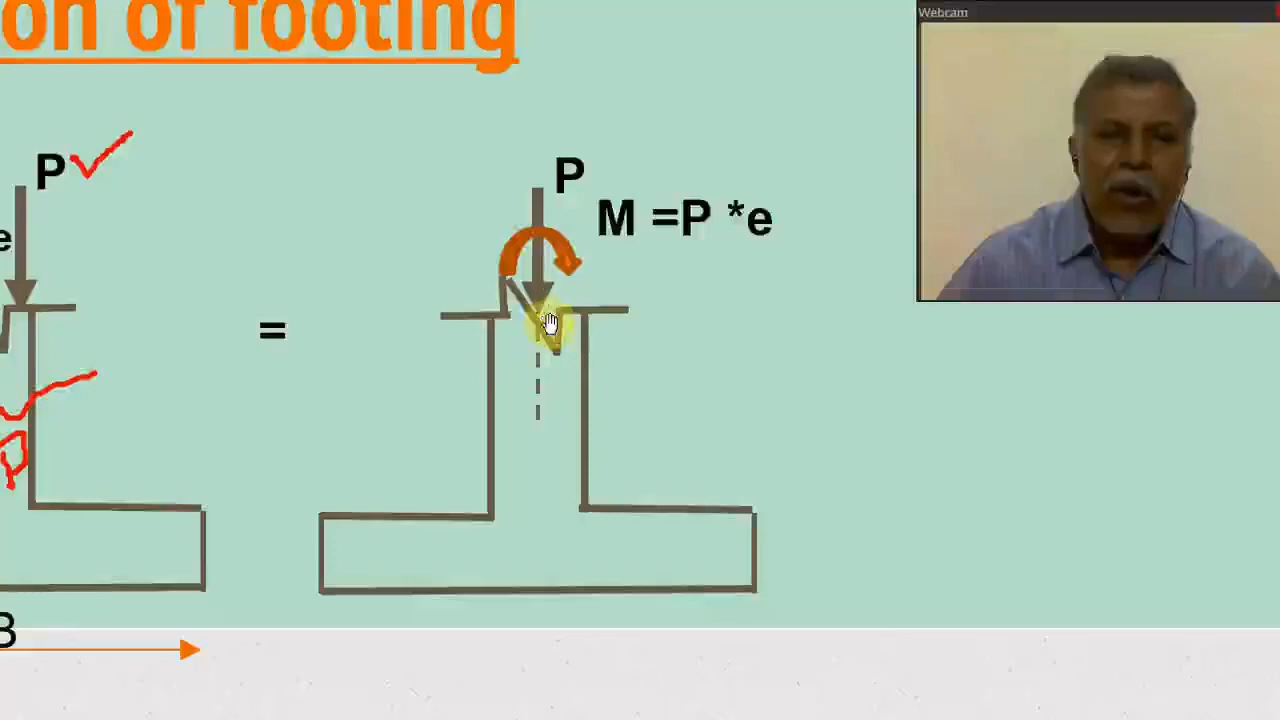 on of footing
Webcam
P
P
M =P *e
e
=
P
B